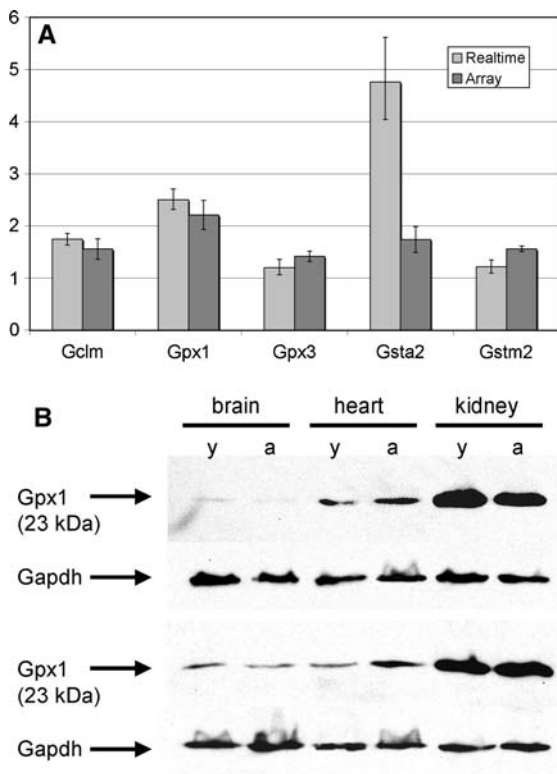 6
A
Realtime
Array
5
4
3
2
1
0
Gclm Gpx1 Gpx3 Gsta2 Gstm2
B
brain heart kidney
y a y a y a
Gpx1
(23 kDa)
Gapdh
Gpx1
(23 kDa)
Gapdh